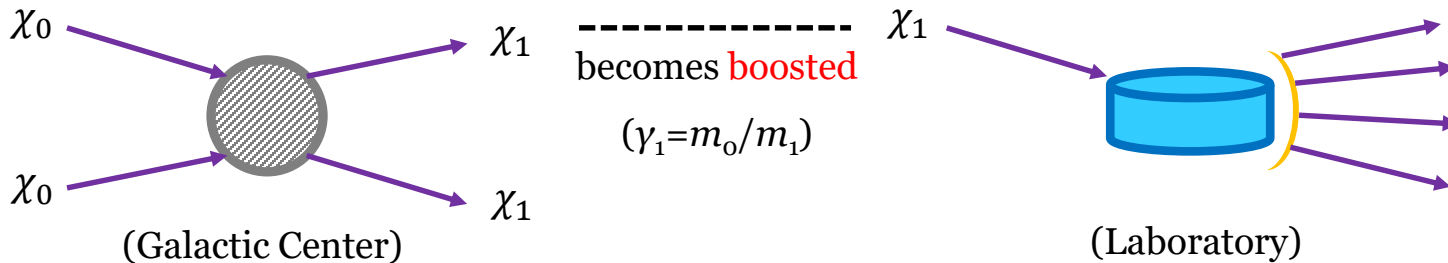 χ₀
χ₁
becomes boosted
(γ₁=m₀/m₁)
χ₀
χ₁
(Galactic Center)
χ₁
(Laboratory)